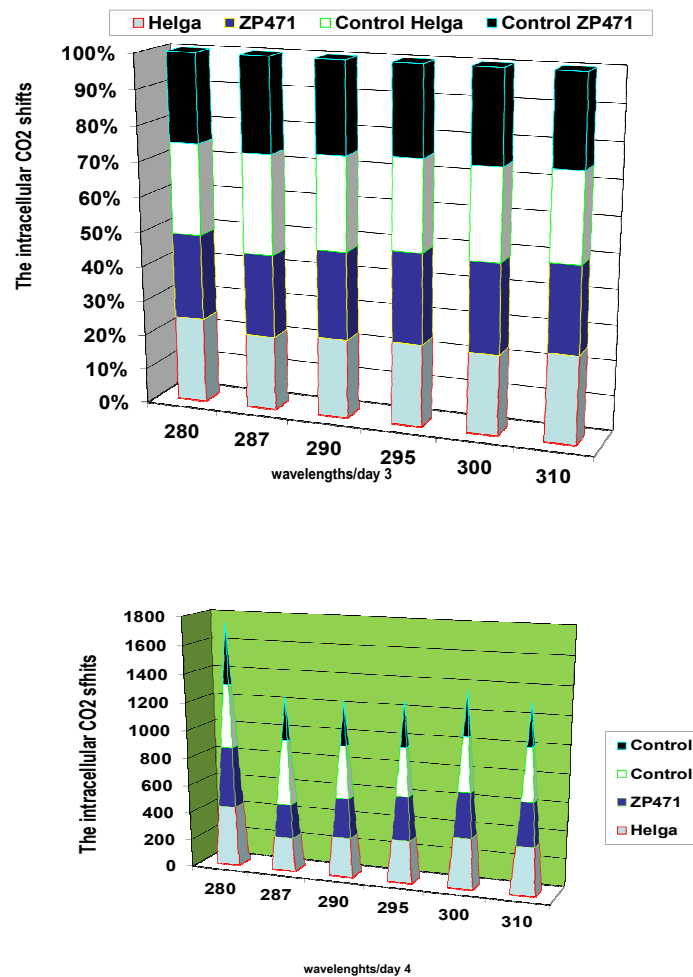 Helga ZP471 Control Helga Control ZP471
The intracellular CO2 shifts
100%
90%
80%
70%
60%
50%
40%
30%
20%
10%
0%
280 287 290 295 300 310
wavelengths/day 3
The intracellular CO2 sfhits
1800
1600
1400
1200
1000
800
600
400
200
0
280 287 290 295 300 310
wavelenghts/day 4
Control
Control
ZP471
Helga